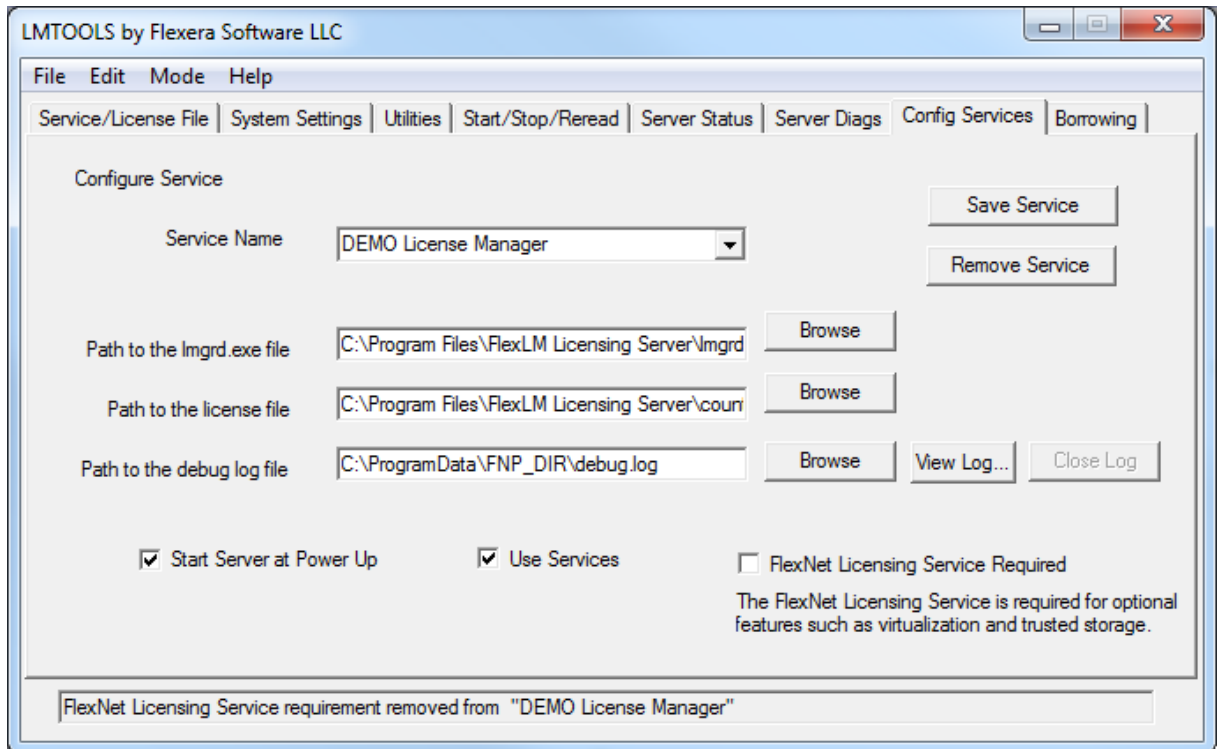 LMTOOLS by Flexera Software LLC
File Edit Mode Help
Service/License File System Settings Utilities Start/Stop/Reread Server Status Server Diags Config Services Borrowing
Configure Service
Save Service
Service Name DEMO License Manager
Remove Service
Path to the lmgrd.exe file C:\Program Files\FlexLM Licensing Server\lmgrd Browse
Path to the license file C:\Program Files\FlexLM Licensing Server\coun Browse
Path to the debug log file C:\ProgramData\FNP_DIR\debug.log Browse View Log... Close Log
Start Server at Power Up Use Services FlexNet Licensing Service Required
The FlexNet Licensing Service is required for optional
features such as virtualization and trusted storage.
FlexNet Licensing Service requirement removed from "DEMO License Manager"